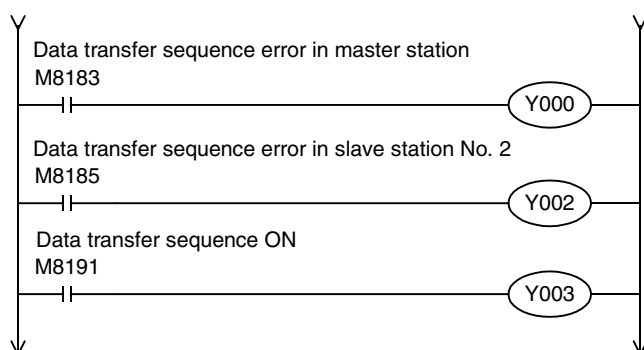 Data transfer sequence error in master station
M8183
Y000
Data transfer sequence error in slave station No. 2
M8185
Y002
Data transfer sequence ON
M8191
Y003